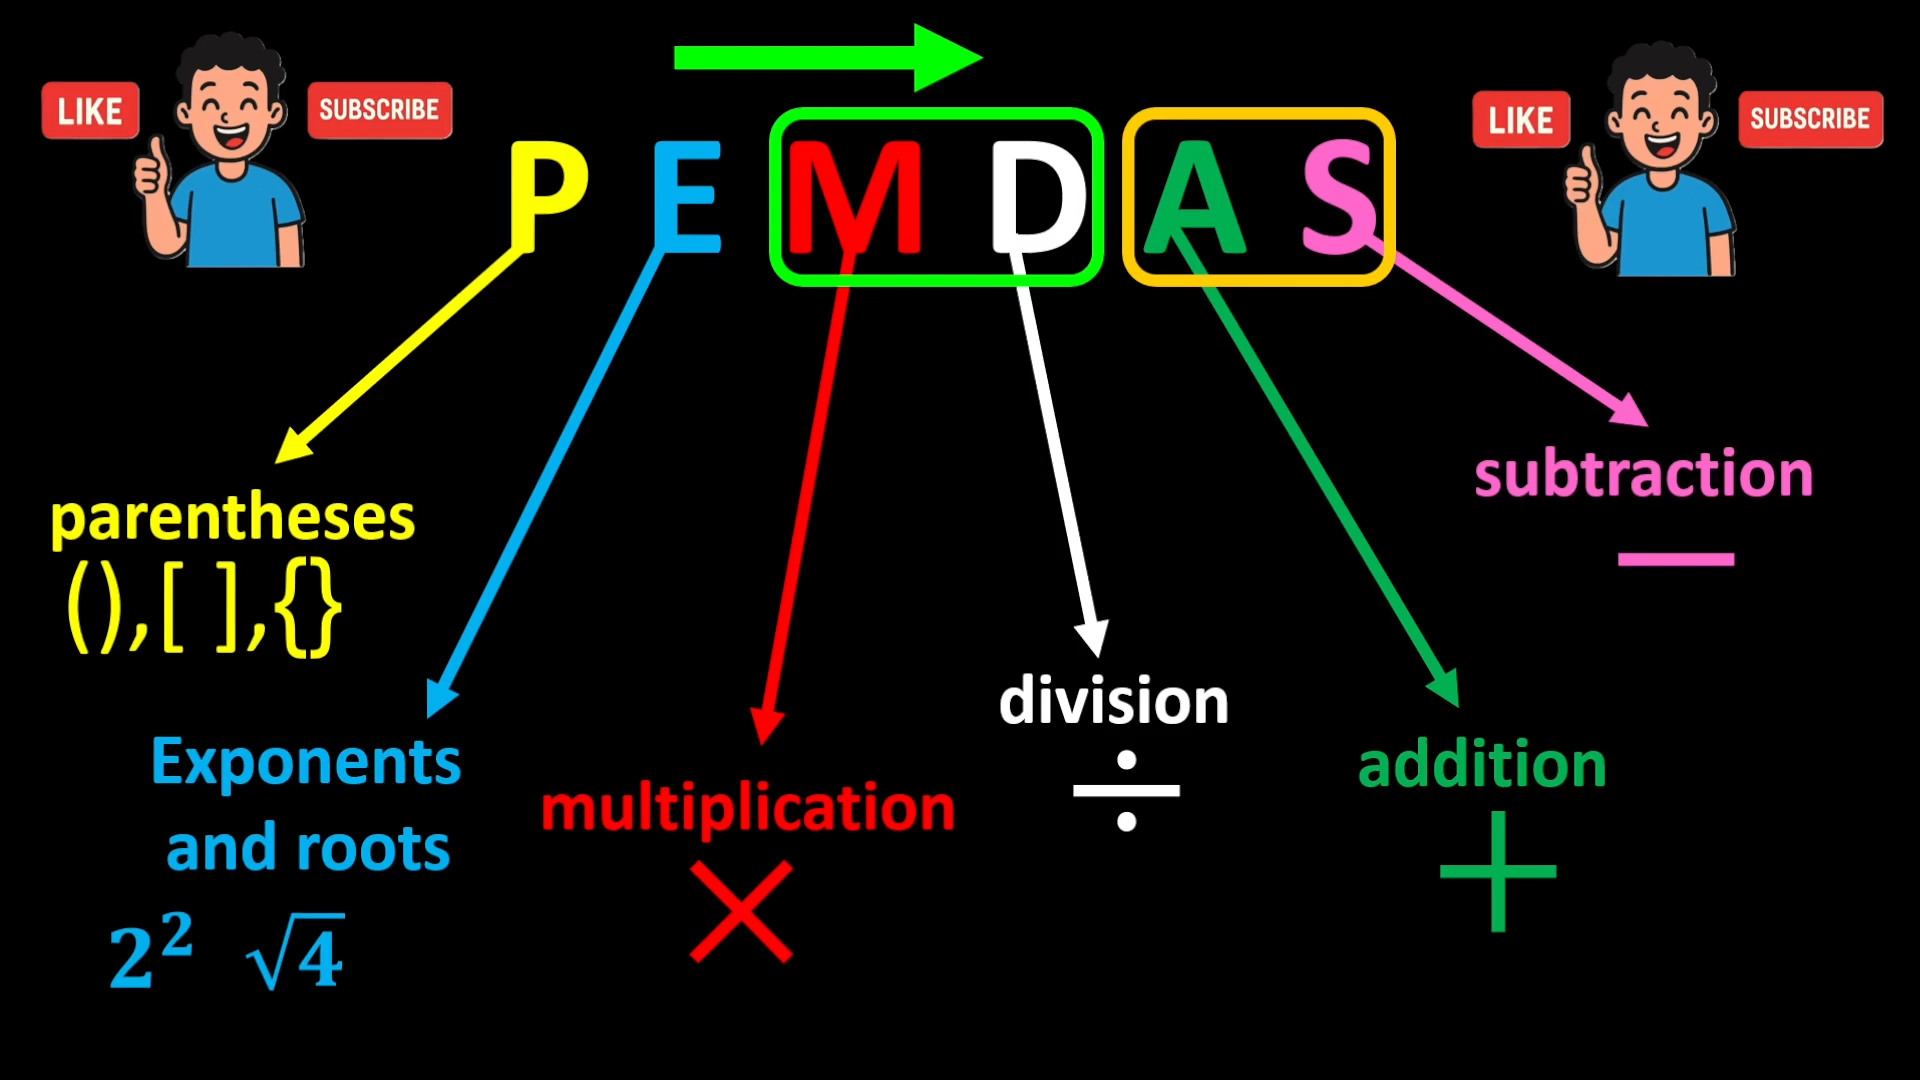 LIKE
SUBSCRIBE
LIKE
SUBSCRIBE
P E M D A S
parentheses
( ) , [ ] , { }
subtraction
−
Exponents
and roots
2² √4
multiplication
×
division
÷
addition
+